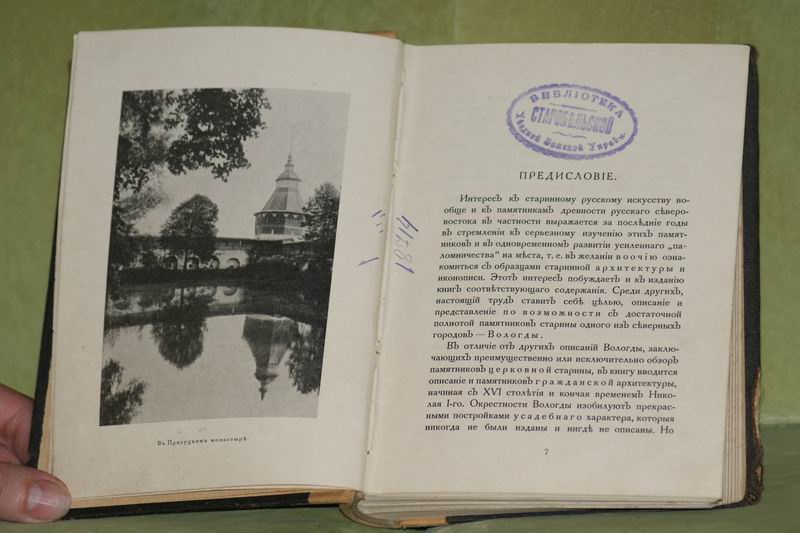 Въ Прилуцкомъ монастырѣ.
18744
БИБЛІОТЕКА
СТАРОБѢЛЬСКОЙ
Уѣздной Земской Управы.
ПРЕДИСЛОВІЕ.
Интересъ къ старинному русскому искусству во-
обще и къ памятникамъ древности русскаго сѣверо-
востока въ частности выражается за послѣдніе годы
въ стремленіи къ серьезному изученію этихъ памят-
никовъ и въ одновременномъ развитіи усиленнаго „па-
ломничества“ на мѣста, т. е. въ желаніи воочію озна-
комиться съ образцами старинной архитектуры и
иконописи. Этотъ интересъ побуждаетъ и къ изданію
книгъ соотвѣтствующаго содержанія. Среди другихъ,
настоящій трудъ ставитъ себѣ цѣлью, описаніе и
представленіе по возможности съ достаточной
полнотой памятниковъ старины одного изъ сѣверныхъ
городовъ — Вологды.
Въ отличіе отъ другихъ описаній Вологды, заклю-
чающихъ преимущественно или исключительно обзоръ
памятниковъ церковной старины, въ книгу вводится
описаніе и памятниковъ гражданской архитектуры,
начиная съ XVI столѣтія и кончая временемъ Нико-
лая I-го. Окрестности Вологды изобилуютъ прекрас-
ными постройками усадебнаго характера, которыя
никогда не были изданы и нигдѣ не описаны. Но
7